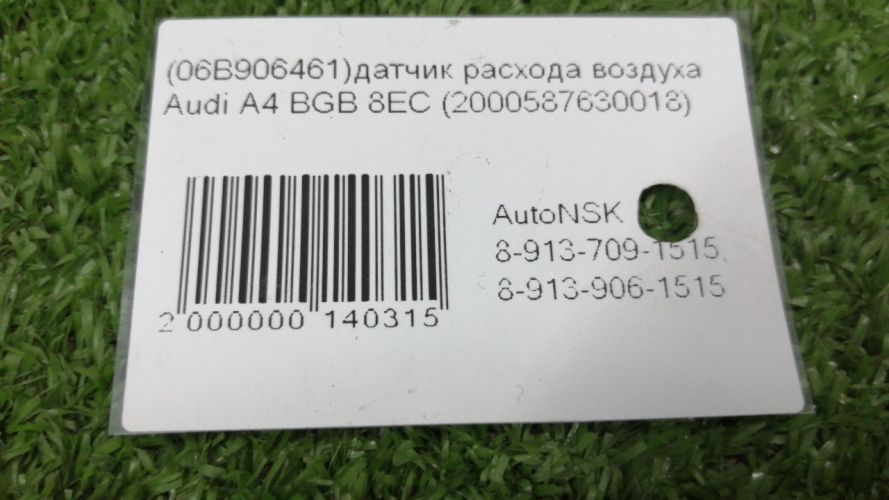 (06B906461)датчик расхода воздуха
Audi A4 BGB 8EC (2000587630018)
AutoNSK
8-913-709-1515
8-913-906-1515
2 000000 140315